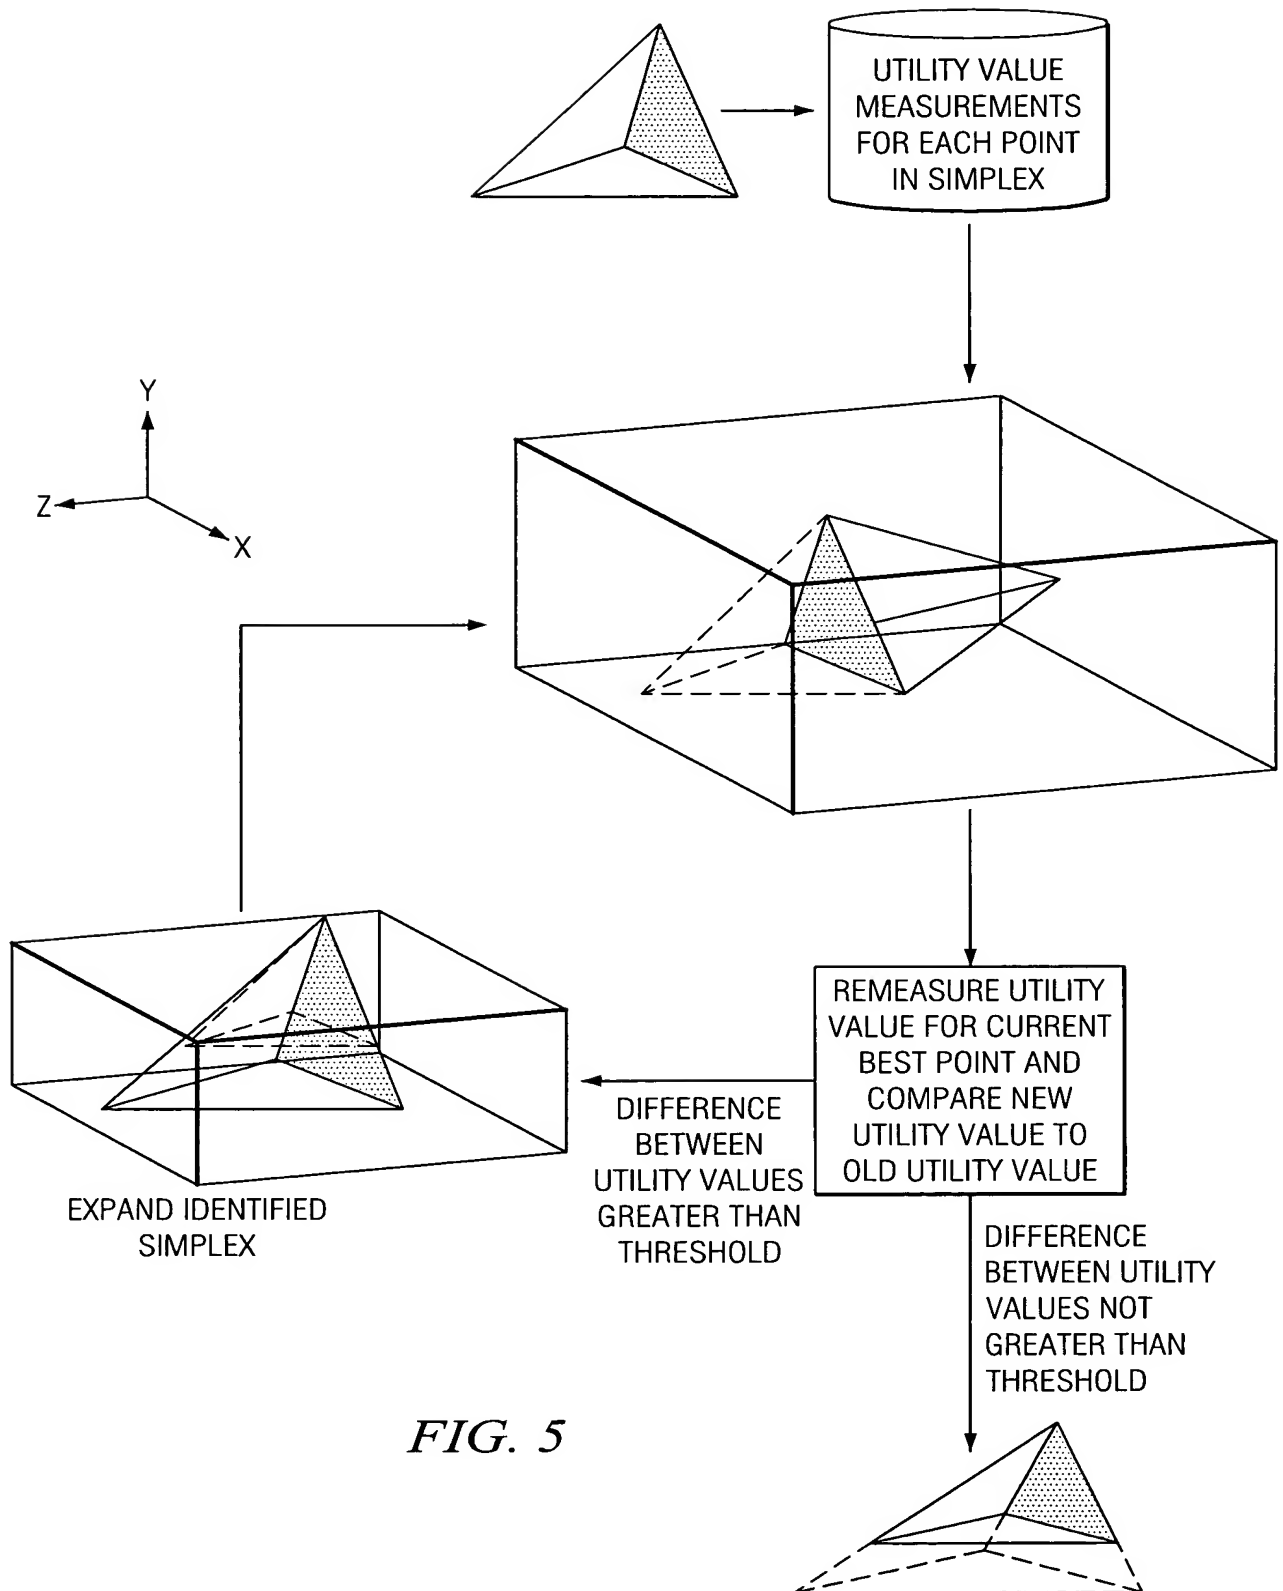 UTILITY VALUE
MEASUREMENTS
FOR EACH POINT
IN SIMPLEX
Y
Z
X
REMEASURE UTILITY
VALUE FOR CURRENT
BEST POINT AND
COMPARE NEW
UTILITY VALUE TO
OLD UTILITY VALUE
DIFFERENCE
BETWEEN
UTILITY VALUES
GREATER THAN
THRESHOLD
EXPAND IDENTIFIED
SIMPLEX
DIFFERENCE
BETWEEN UTILITY
VALUES NOT
GREATER THAN
THRESHOLD
FIG. 5